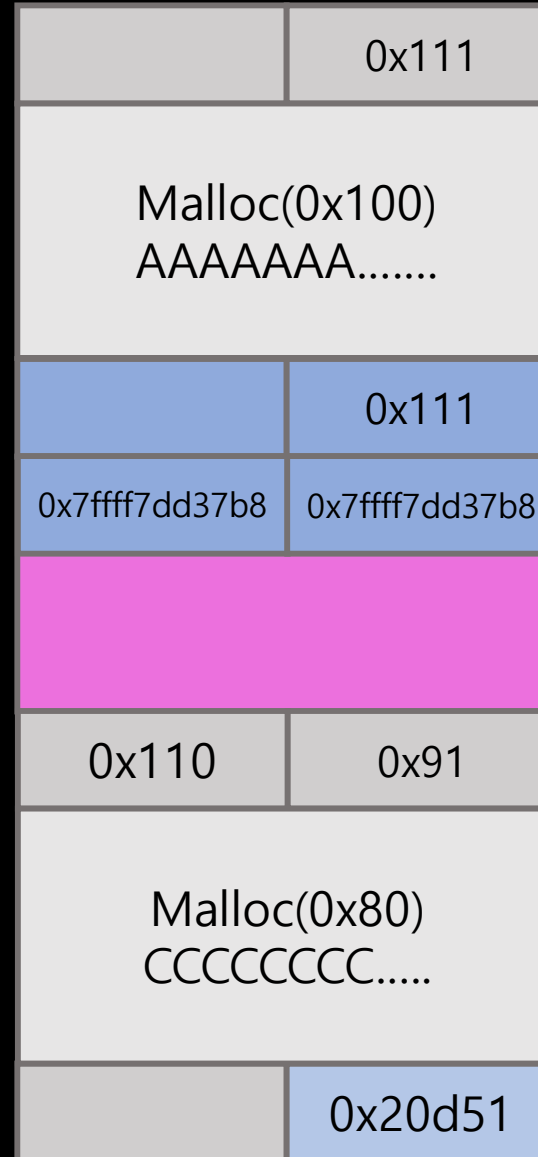 0x111
Malloc(0x100)
AAAAAAA.......
0x111
0x7ffff7dd37b8 0x7ffff7dd37b8
0x110 0x91
Malloc(0x80)
CCCCCCCC.....
0x20d51